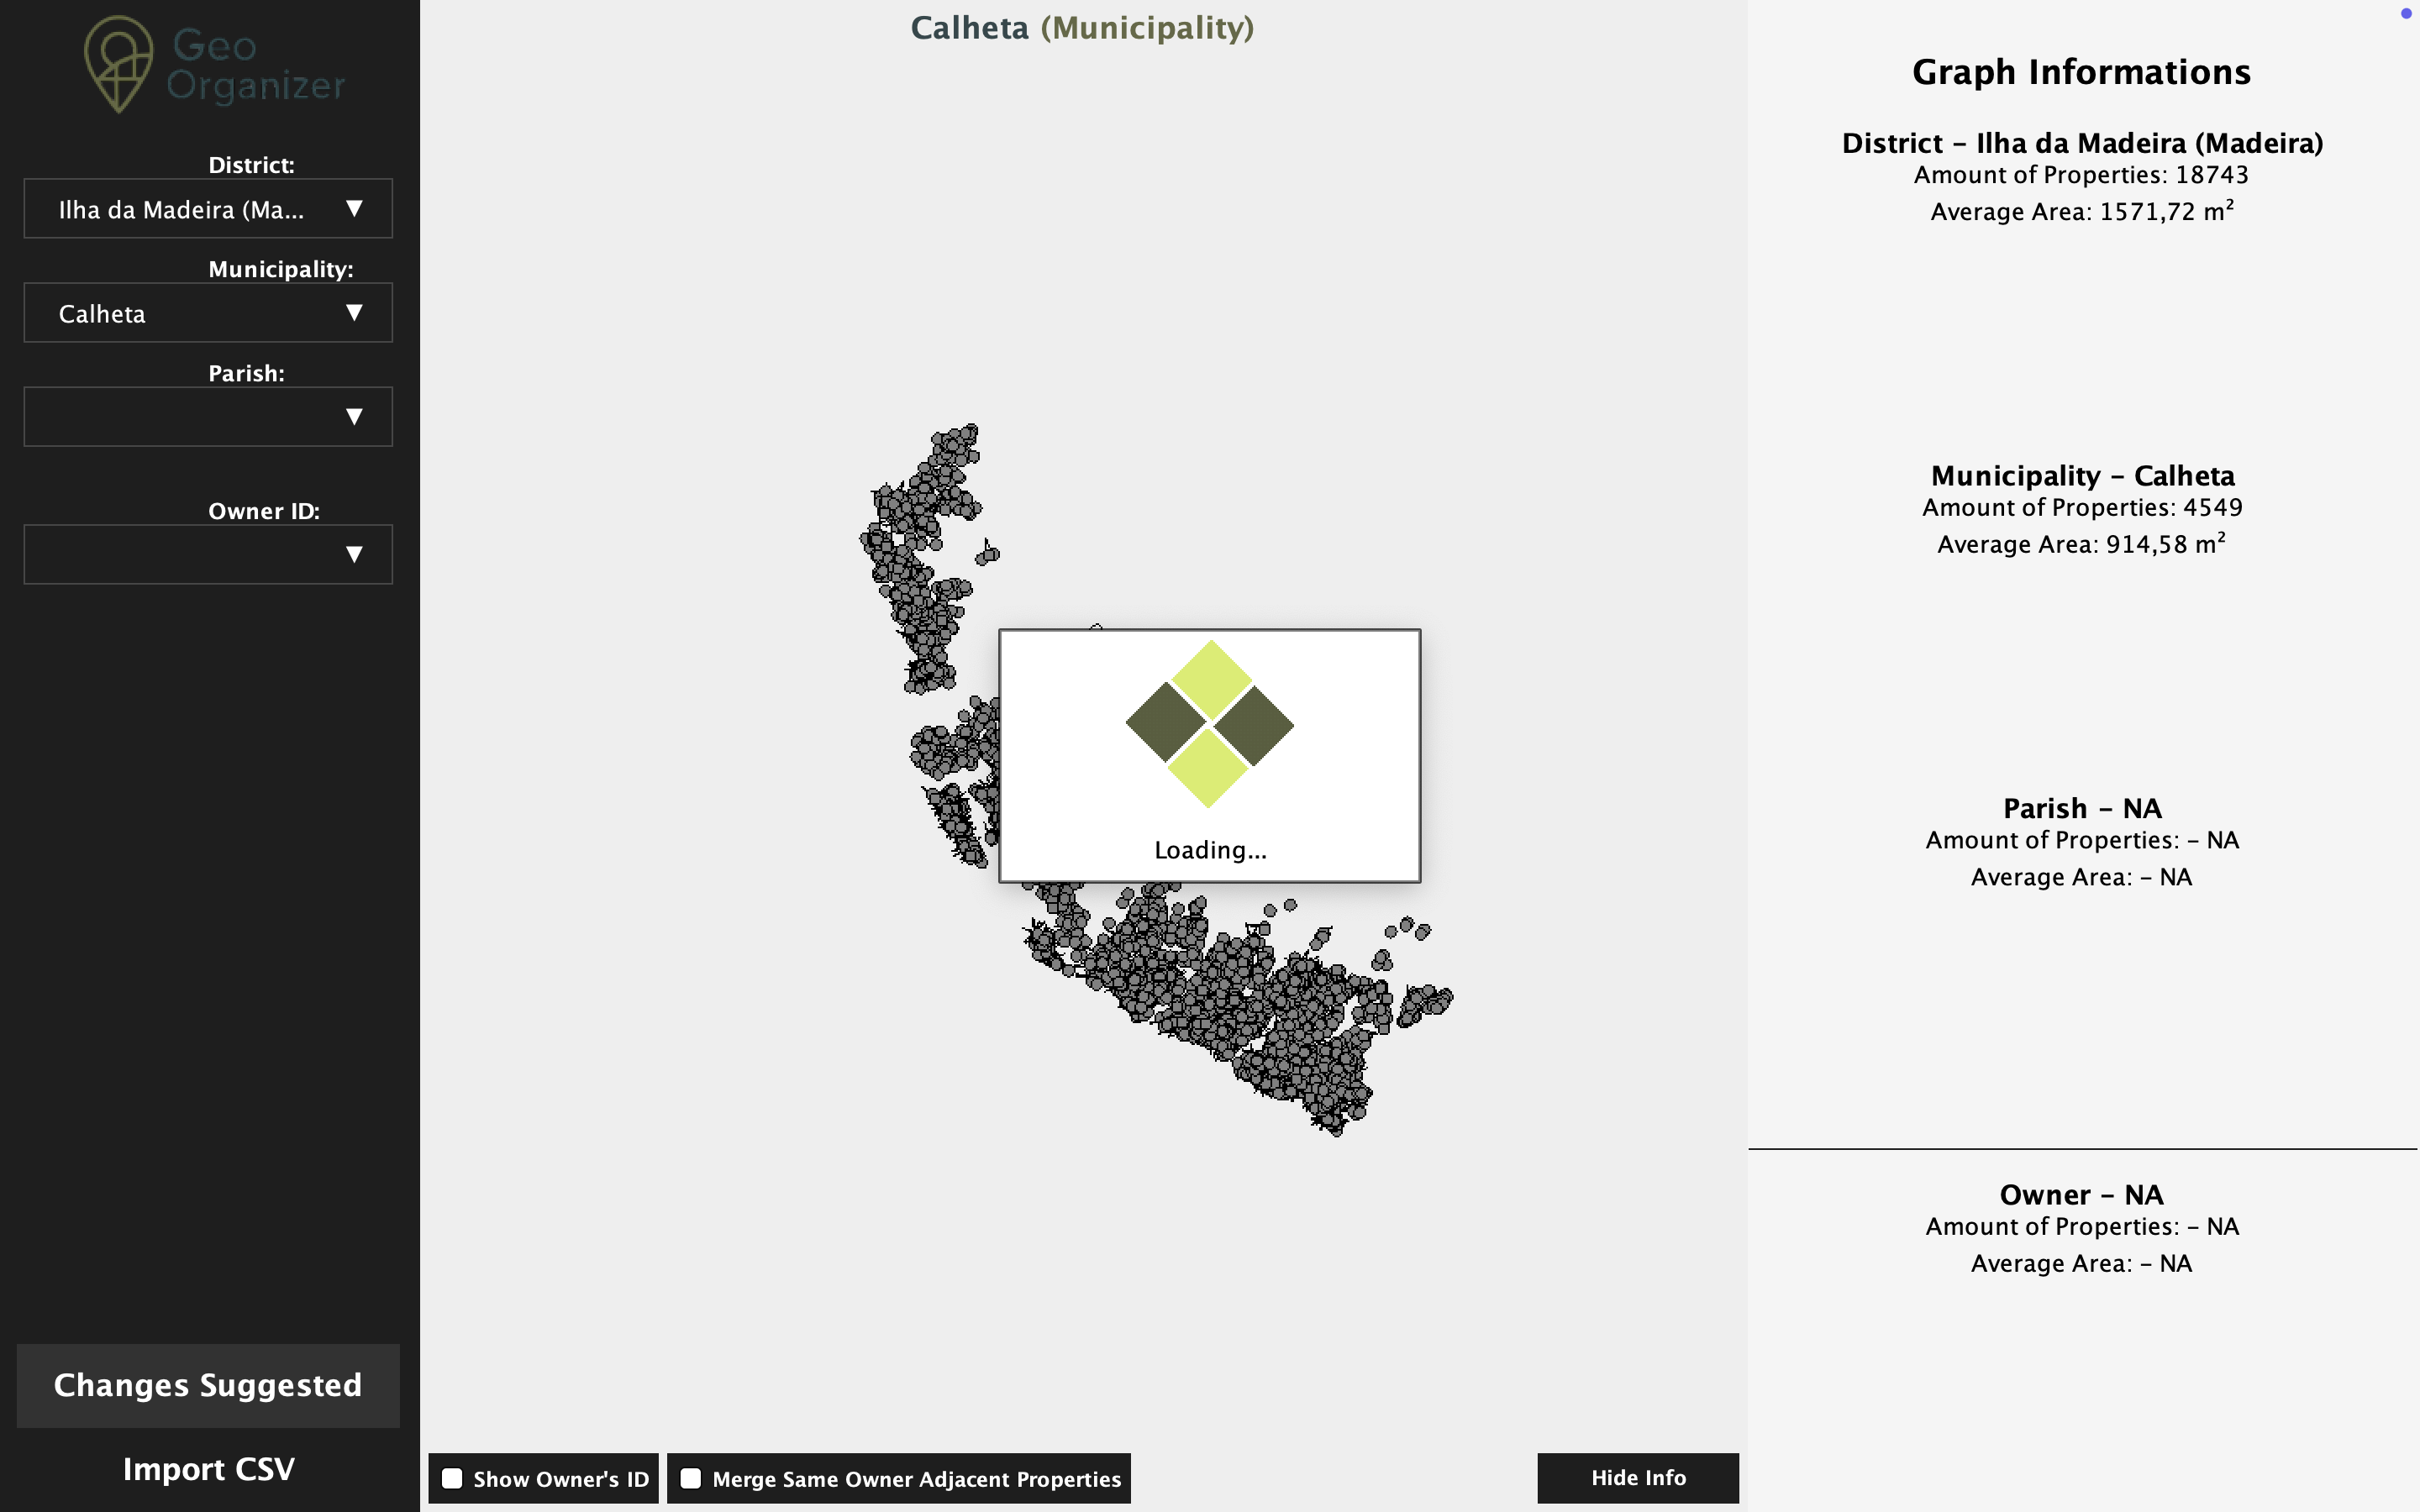 Geo
Organizer
District:
Ilha da Madeira (Ma...
Municipality:
Calheta
Parish:
Owner ID:
Changes Suggested
Import CSV
Calheta (Municipality)
Loading...
Show Owner's ID
Merge Same Owner Adjacent Properties
Hide Info
Graph Informations
District – Ilha da Madeira (Madeira)
Amount of Properties: 18743
Average Area: 1571,72 m²
Municipality – Calheta
Amount of Properties: 4549
Average Area: 914,58 m²
Parish – NA
Amount of Properties: – NA
Average Area: – NA
Owner – NA
Amount of Properties: – NA
Average Area: – NA